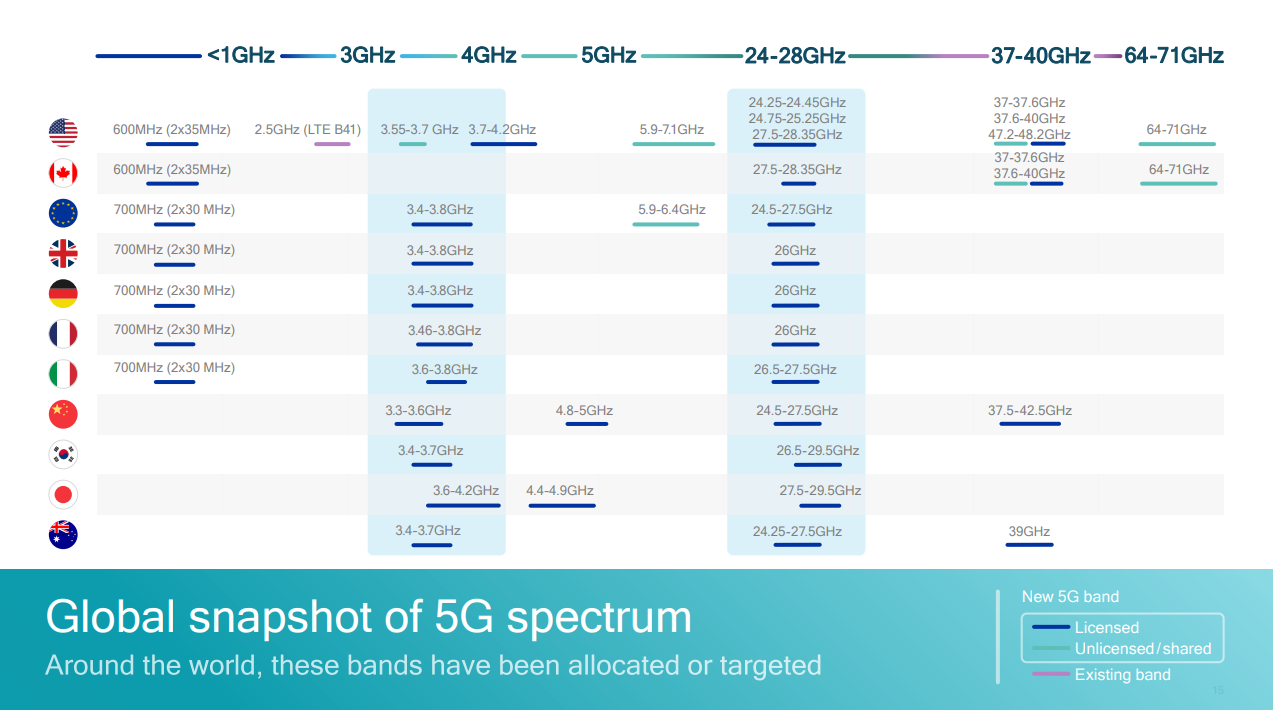 <1GHz 3GHz 4GHz 5GHz 24-28GHz 37-40GHz 64-71GHz
24.25-24.45GHz 37-37.6GHz
24.75-25.25GHz 37.6-40GHz
600MHz (2x35MHz) 2.5GHz (LTE B41) 3.55-3.7 GHz 3.7-4.2GHz 5.9-7.1GHz 27.5-28.35GHz 47.2-48.2GHz 64-71GHz
37-37.6GHz
600MHz (2x35MHz) 27.5-28.35GHz 37.6-40GHz 64-71GHz
700MHz (2x30 MHz) 3.4-3.8GHz 5.9-6.4GHz 24.5-27.5GHz
700MHz (2x30 MHz) 3.4-3.8GHz 26GHz
700MHz (2x30 MHz) 3.4-3.8GHz 26GHz
700MHz (2x30 MHz) 3.46-3.8GHz 26GHz
700MHz (2x30 MHz) 3.6-3.8GHz 26.5-27.5GHz
3.3-3.6GHz 4.8-5GHz 24.5-27.5GHz 37.5-42.5GHz
3.4-3.7GHz 26.5-29.5GHz
3.6-4.2GHz 4.4-4.9GHz 27.5-29.5GHz
3.4-3.7GHz 24.25-27.5GHz 39GHz
Global snapshot of 5G spectrum
Around the world, these bands have been allocated or targeted
New 5G band
Licensed
Unlicensed/shared
Existing band
15